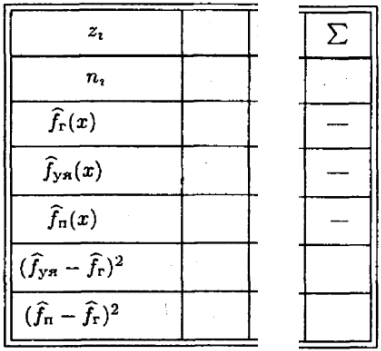 z_i ∑
n_i
f̂_г(x) —
f̂_уя(x) —
f̂_п(x) —
(f̂_уя − f̂_г)²
(f̂_п − f̂_г)²